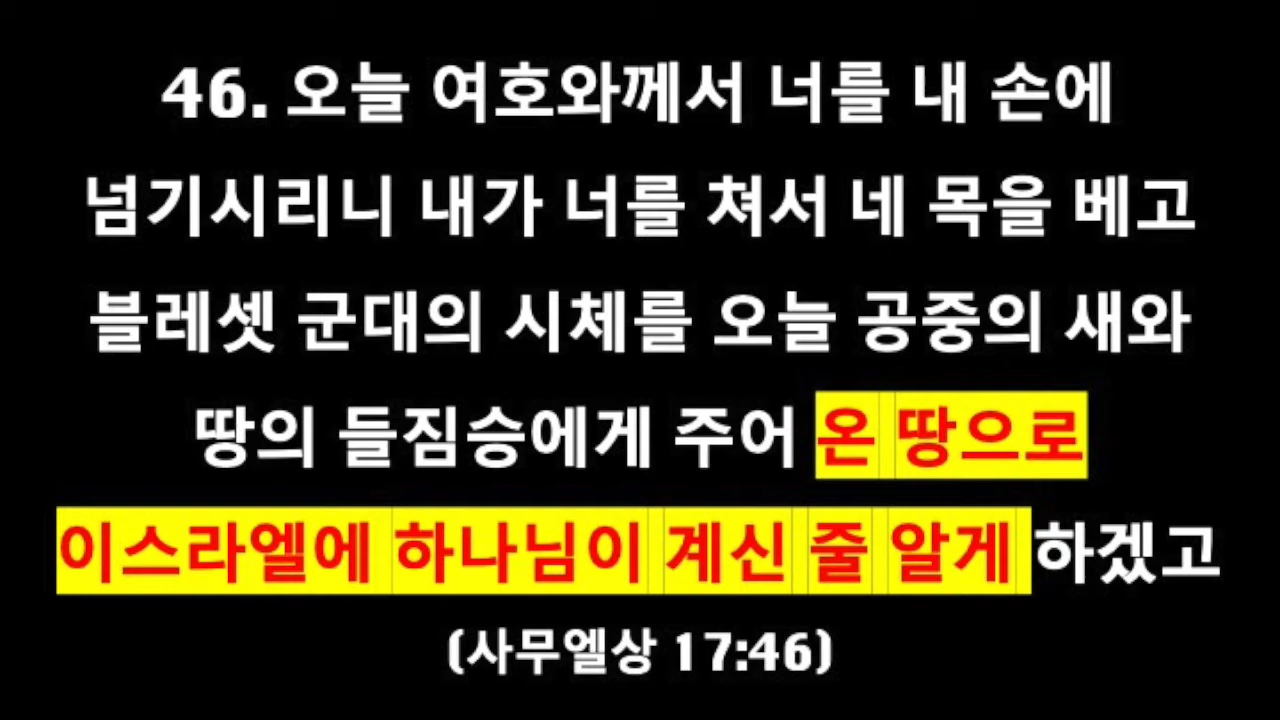 46. 오늘 여호와께서 너를 내 손에
넘기시리니 내가 너를 쳐서 네 목을 베고
블레셋 군대의 시체를 오늘 공중의 새와
땅의 들짐승에게 주어 온 땅으로
이스라엘에 하나님이 계신 줄 알게 하겠고
(사무엘상 17:46)